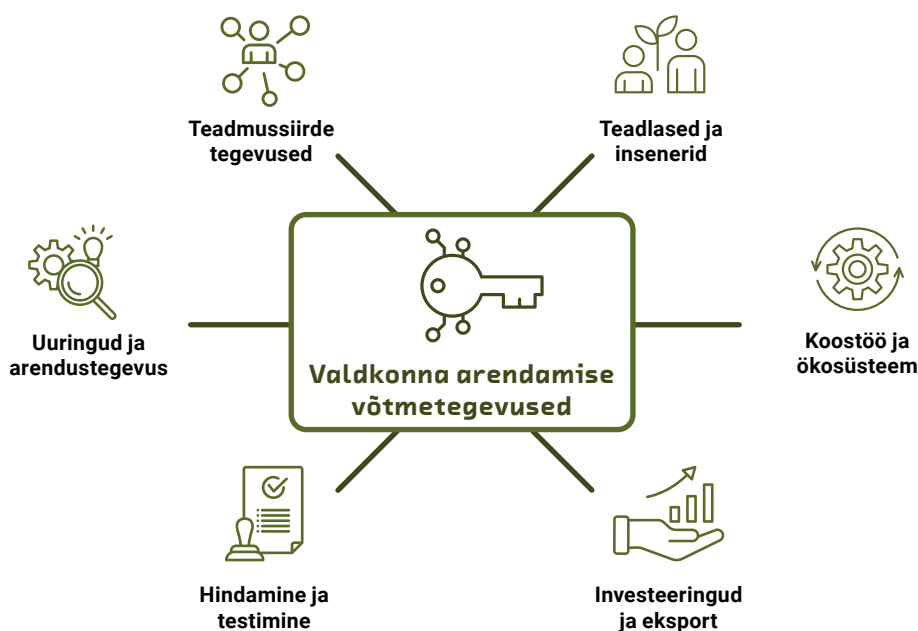 Teadmussiirde
tegevused
Teadlased ja
insenerid
Uuringud ja
arendustegevus
Valdkonna arendamise
võtmetegevused
Koostöö ja
ökosüsteem
Hindamine ja
testimine
Investeeringud
ja eksport